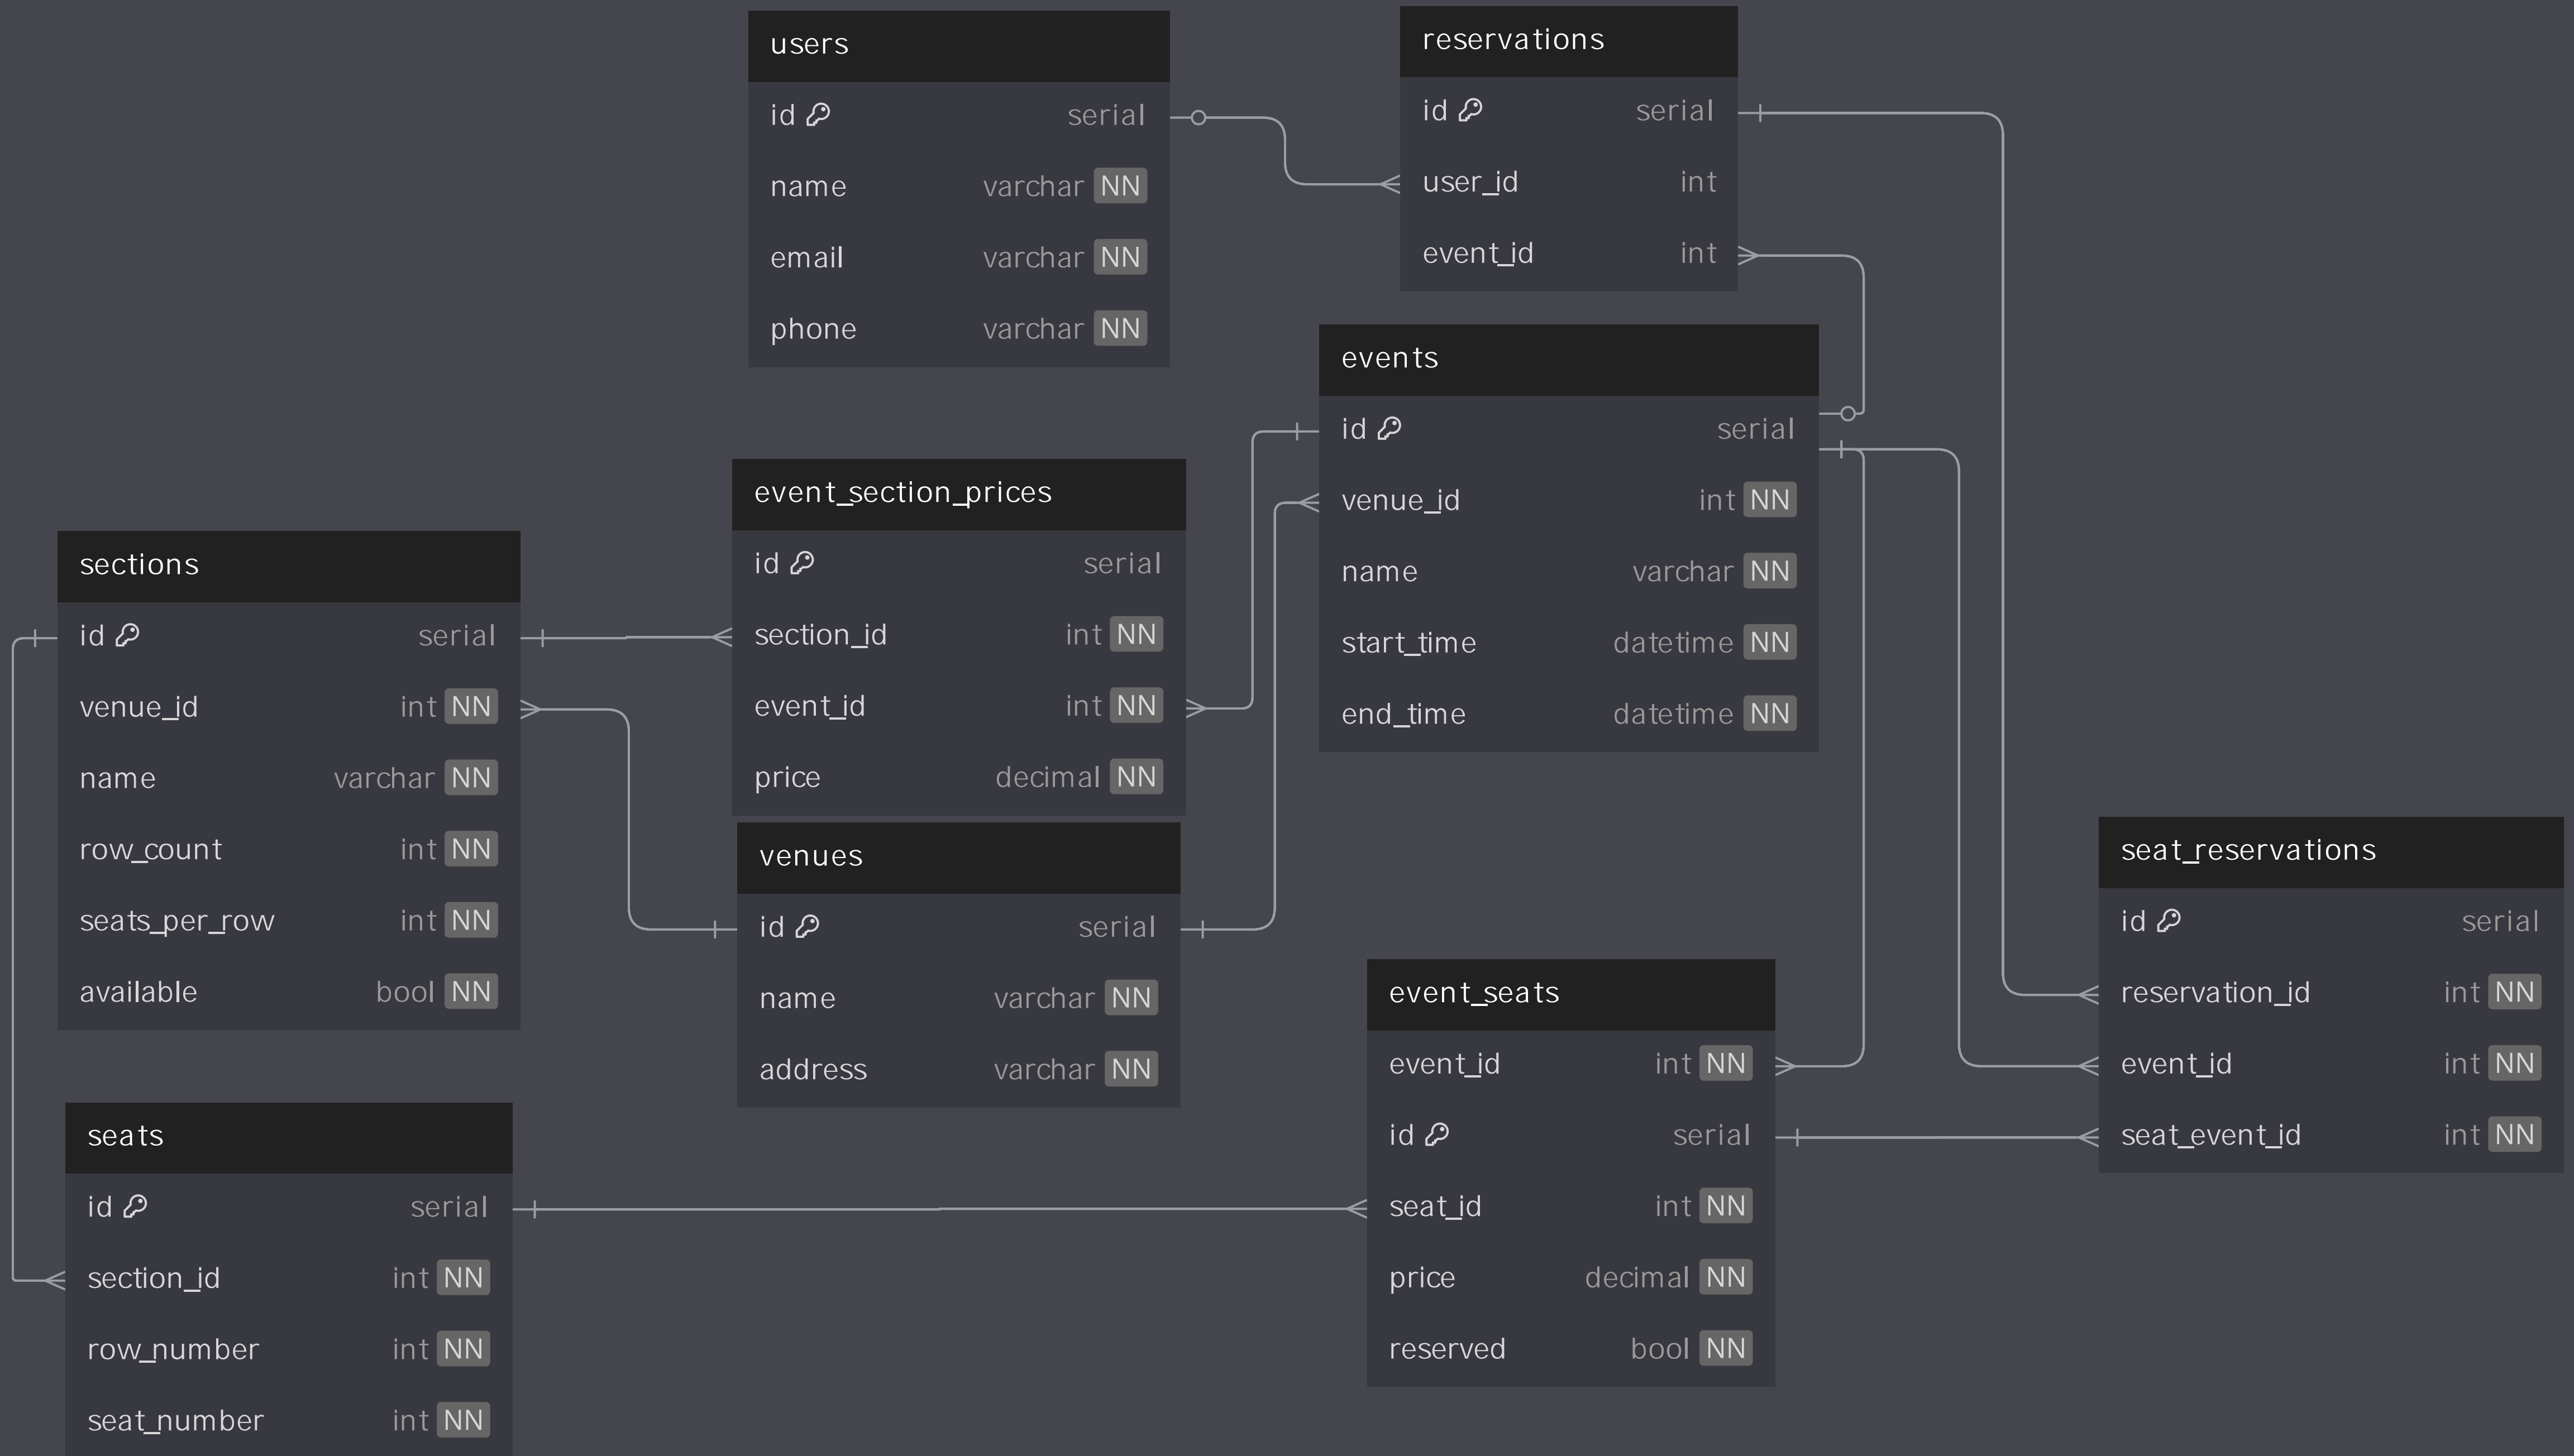 users
id serial
name varchar NN
email varchar NN
phone varchar NN
reservations
id serial
user_id int
event_id int
events
id serial
venue_id int NN
name varchar NN
start_time datetime NN
end_time datetime NN
event_section_prices
id serial
section_id int NN
event_id int NN
price decimal NN
sections
id serial
venue_id int NN
name varchar NN
row_count int NN
seats_per_row int NN
available bool NN
venues
id serial
name varchar NN
address varchar NN
seat_reservations
id serial
reservation_id int NN
event_id int NN
seat_event_id int NN
event_seats
event_id int NN
id serial
seat_id int NN
price decimal NN
reserved bool NN
seats
id serial
section_id int NN
row_number int NN
seat_number int NN